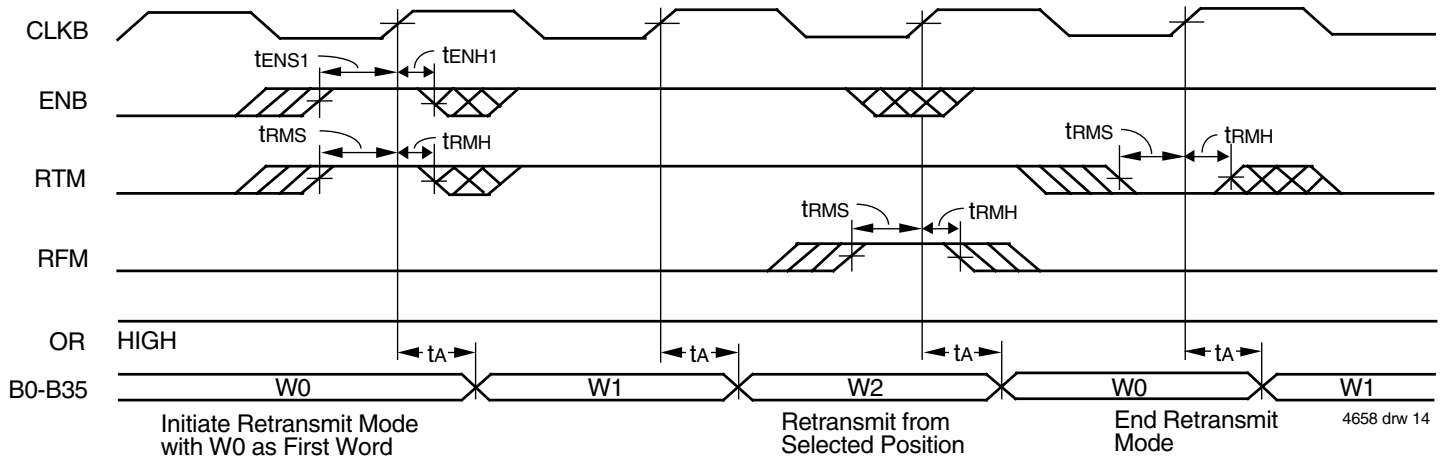 CLKB
tENS1 tENH1
ENB
tRMS tRMH tRMS tRMH
RTM
tRMS tRMH
RFM
OR HIGH
tA tA tA tA
B0-B35 W0 W1 W2 W0 W1
Initiate Retransmit Mode
with W0 as First Word
Retransmit from
Selected Position
End Retransmit
Mode
4658 drw 14